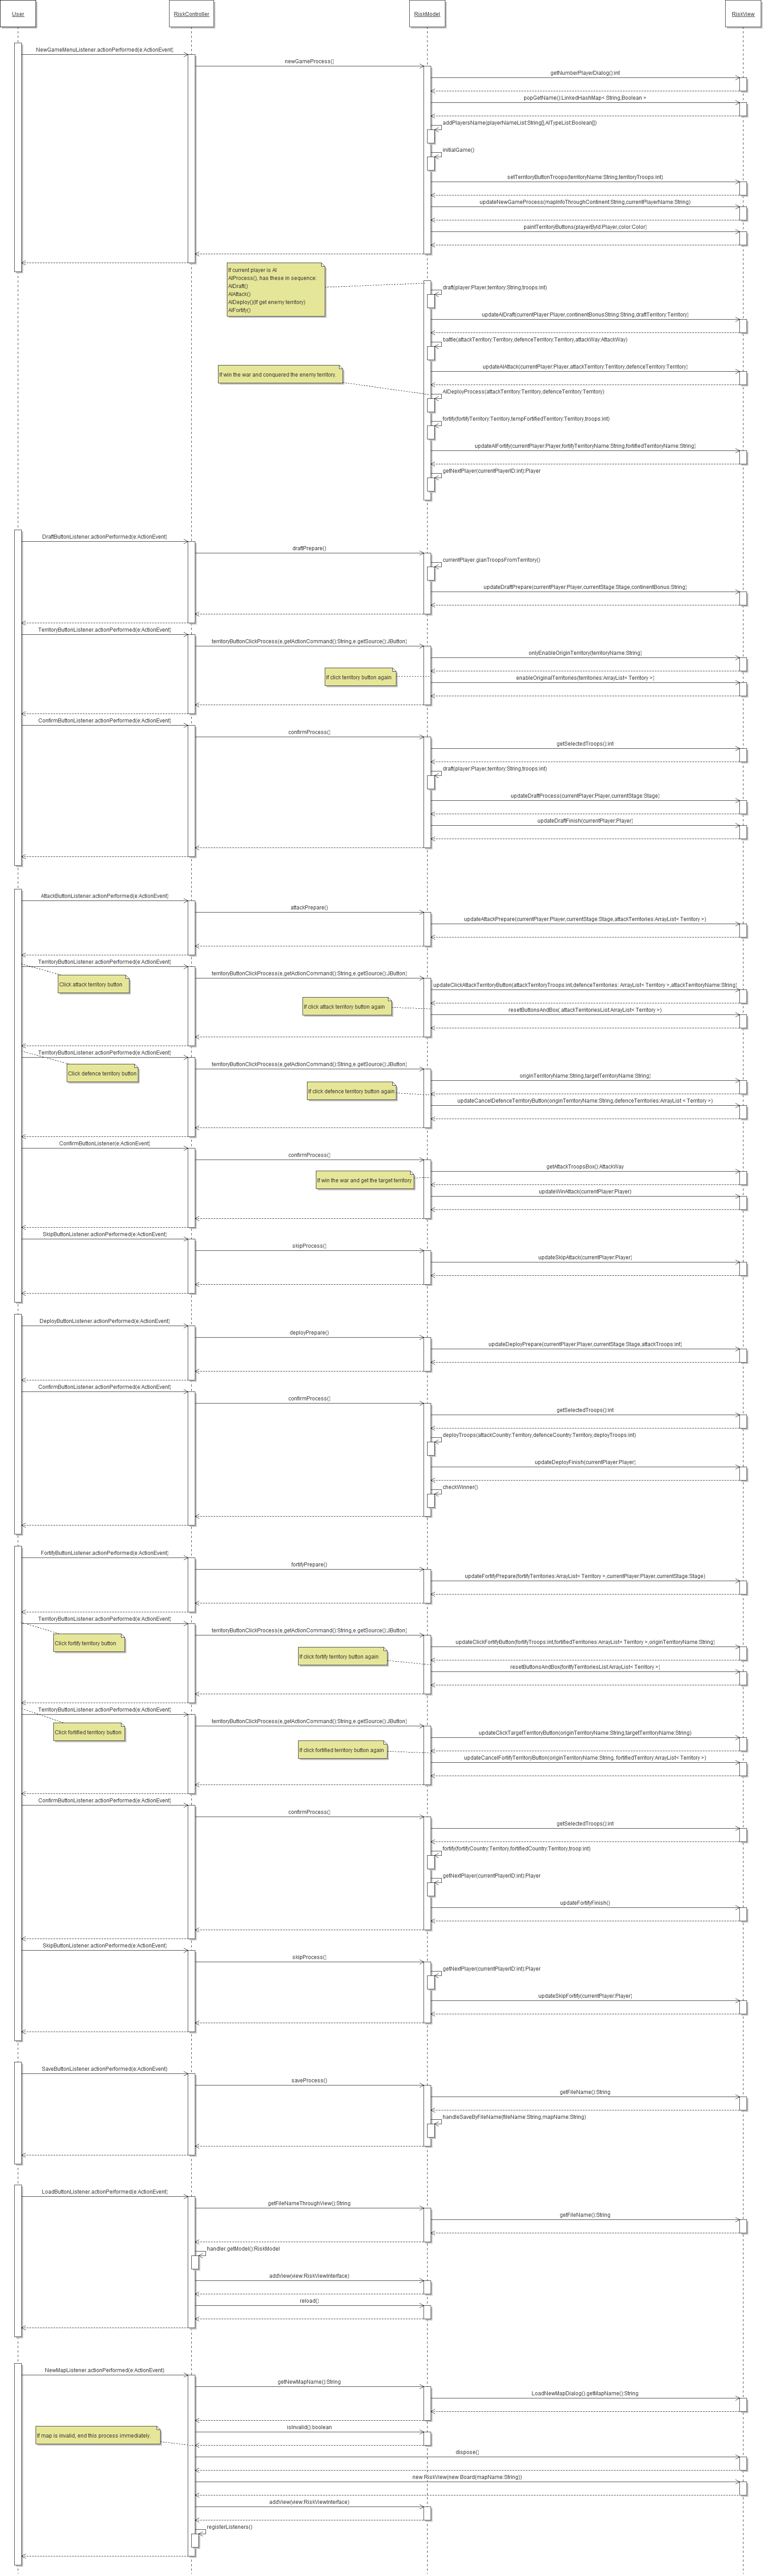 User
RiskController
RiskModel
RiskView
NewGameMenuListener.actionPerformed(e:ActionEvent)
newGameProcess()
getNumberPlayerDialog():int
popGetName():LinkedHashMap< String,Boolean >
addPlayersName(playerNameList:String[],AITypeList:Boolean[])
initialGame()
setTerritoryButtonTroops(territoryName:String,territoryTroops:int)
updateNewGameProcess(mapInfoThroughContinent:String,currentPlayerName:String)
paintTerritoryButtons(playerById:Player,color:Color)
If current player is AI
AIProcess(), has these in sequence:
AIDraft()
AIAttack()
AIDeploy()(If get enemy territory)
AIFortify()
draft(player:Player,territory:String,troops:int)
updateAIDraft(currentPlayer:Player,continentBonusString:String,draftTerritory:Territory)
battle(attackTerritory:Territory,defenceTerritory:Territory,attackWay:AttackWay)
updateAIAttack(currentPlayer:Player,attackTerritory:Territory,defenceTerritory:Territory)
If win the war and conquered the enemy territory.
AIDeployProcess(attackTerritory:Territory,defenceTerritory:Territory)
fortify(fortifyTerritory:Territory,tempFortifiedTerritory:Territory,troops:int)
updateAIFortify(currentPlayer:Player,fortifyTerritoryName:String,fortifiedTerritoryName:String)
getNextPlayer(currentPlayerID:int):Player
DraftButtonListener.actionPerformed(e:ActionEvent)
draftPrepare()
currentPlayer.gianTroopsFromTerritory()
updateDraftPrepare(currentPlayer:Player,currentStage:Stage,continentBonus:String)
TerritoryButtonListener.actionPerformed(e:ActionEvent)
territoryButtonClickProcess(e.getActionCommand():String,e.getSource():JButton)
onlyEnableOriginTerritory(territoryName:String)
If click territory button again
enableOriginalTerritories(territories:ArrayList< Territory >)
ConfirmButtonListener.actionPerformed(e:ActionEvent)
confirmProcess()
getSelectedTroops():int
draft(player:Player,territory:String,troops:int)
updateDraftProcess(currentPlayer:Player,currentStage:Stage)
updateDraftFinish(currentPlayer:Player)
AttackButtonListener.actionPerformed(e:ActionEvent)
attackPrepare()
updateAttackPrepare(currentPlayer:Player,currentStage:Stage,attackTerritories:ArrayList< Territory >)
TerritoryButtonListener.actionPerformed(e:ActionEvent)
territoryButtonClickProcess(e.getActionCommand():String,e.getSource():JButton)
Click attack territory button
updateClickAttackTerritoryButton(attackTerritoryTroops:int,defenceTerritories: ArrayList< Territory >,attackTerritoryName:String)
If click attack territory button again
resetButtonsAndBox( attackTerritoriesList:ArrayList< Territory >)
TerritoryButtonListener.actionPerformed(e:ActionEvent)
territoryButtonClickProcess(e.getActionCommand():String,e.getSource():JButton)
Click defence territory button
originTerritoryName:String,targetTerritoryName:String)
If click defence territory button again
updateCancelDefenceTerritoryButton(originTerritoryName:String,defenceTerritories:ArrayList < Territory >)
ConfirmButtonListener(e:ActionEvent)
confirmProcess()
getAttackTroopsBox():AttackWay
If win the war and get the target territory
updateWinAttack(currentPlayer:Player)
SkipButtonListener.actionPerformed(e:ActionEvent)
skipProcess()
updateSkipAttack(currentPlayer:Player)
DeployButtonListener.actionPerformed(e:ActionEvent)
deployPrepare()
updateDeployPrepare(currentPlayer:Player,currentStage:Stage,attackTroops:int)
ConfirmButtonListener.actionPerformed(e:ActionEvent)
confirmProcess()
getSelectedTroops():int
deployTroops(attackCountry:Territory,defenceCountry:Territory,deployTroops:int)
updateDeployFinish(currentPlayer:Player)
checkWinner()
FortifyButtonListener.actionPerformed(e:ActionEvent)
fortifyPrepare()
updateFortifyPrepare(fortifyTerritories:ArrayList< Territory >,currentPlayer:Player,currentStage:Stage)
TerritoryButtonListener.actionPerformed(e:ActionEvent)
territoryButtonClickProcess(e.getActionCommand():String,e.getSource():JButton)
Click fortify territory button
updateClickFortifyButton(fortifyTroops:int,fortifiedTerritories:ArrayList< Territory >,originTerritoryName:String)
If click fortify territory button again
resetButtonsAndBox(fortifyTerritoriesList:ArrayList< Territory >)
TerritoryButtonListener.actionPerformed(e:ActionEvent)
territoryButtonClickProcess(e.getActionCommand():String,e.getSource():JButton)
Click fortified territory button
updateClickTargetTerritoryButton(originTerritoryName:String,targetTerritoryName:String)
If click fortified territory button again
updateCancelFortifyTerritoryButton(originTerritoryName:String, fortifiedTerritory:ArrayList< Territory >)
ConfirmButtonListener.actionPerformed(e:ActionEvent)
confirmProcess()
getSelectedTroops():int
fortify(fortifyCountry:Territory,fortifiedCountry:Territory,troop:int)
getNextPlayer(currentPlayerID:int):Player
updateFortifyFinish()
SkipButtonListener.actionPerformed(e:ActionEvent)
skipProcess()
getNextPlayer(currentPlayerID:int):Player
updateSkipFortify(currentPlayer:Player)
SaveButtonListener.actionPerformed(e:ActionEvent)
saveProcess()
getFileName():String
handleSaveByFileName(fileName:String,mapName:String)
LoadButtonListener.actionPerformed(e:ActionEvent)
getFileNameThroughView():String
getFileName():String
handler.getModel():RiskModel
addView(view:RiskViewInterface)
reload()
NewMapListener.actionPerformed(e:ActionEvent)
getNewMapName():String
LoadNewMapDialog().getMapName():String
isInvalid():boolean
If map is invalid, end this process immediately.
dispose()
new RiskView(new Board(mapName:String))
addView(view:RiskViewInterface)
registerListeners()